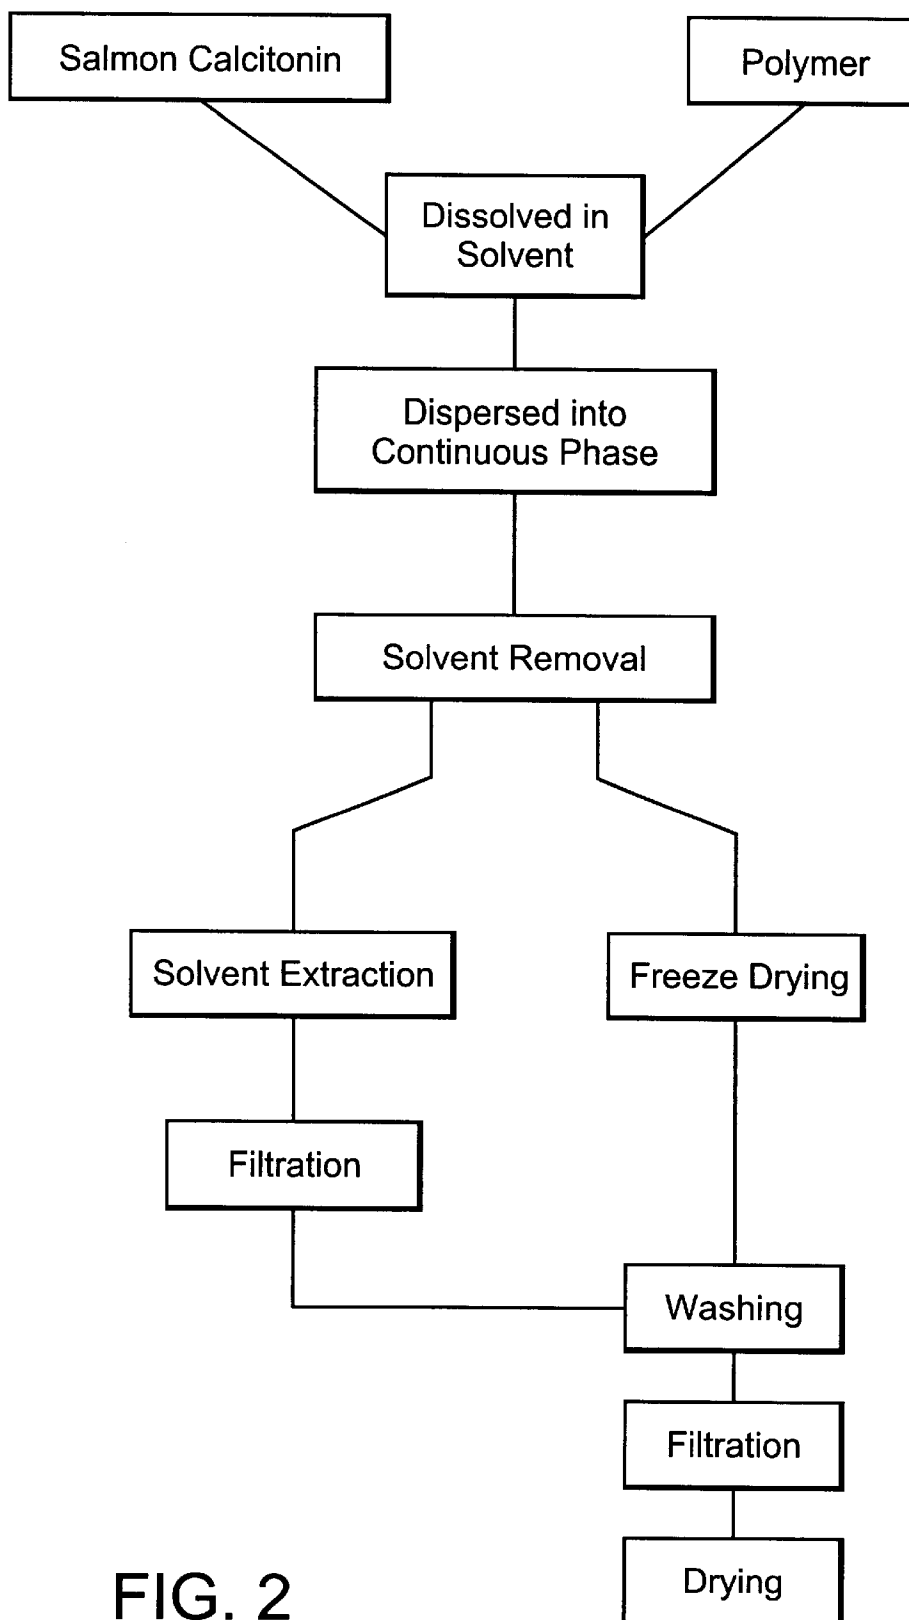 Salmon Calcitonin
Polymer
Dissolved in
Solvent
Dispersed into
Continuous Phase
Solvent Removal
Solvent Extraction
Freeze Drying
Filtration
Washing
Filtration
Drying
FIG. 2